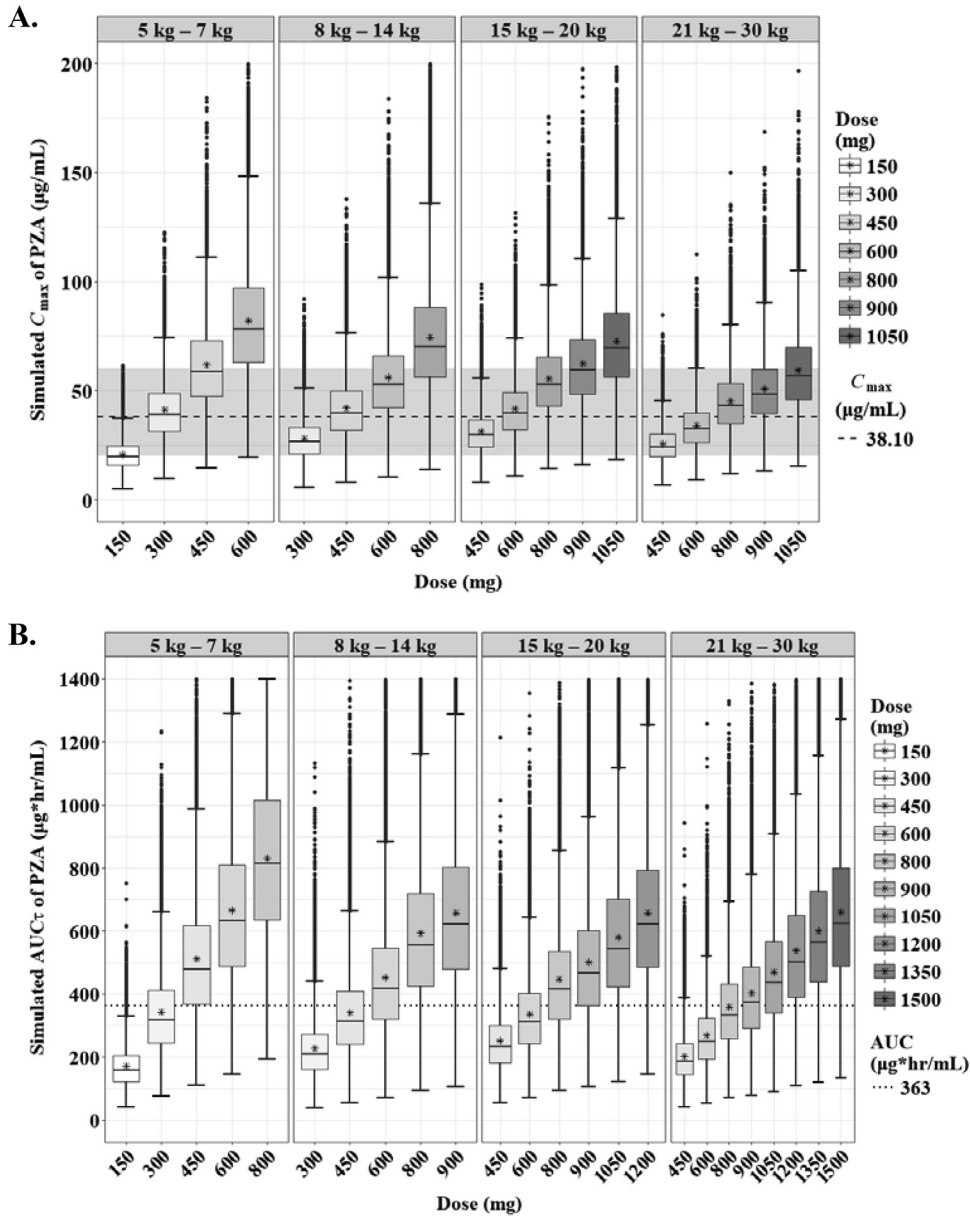 A.
5 kg – 7 kg
8 kg – 14 kg
15 kg – 20 kg
21 kg – 30 kg
Simulated Cmax of PZA (µg/mL)
200
150
100
50
0
150 300 450 600
300 450 600 800
450 600 800 900 1050
450 600 800 900 1050
Dose (mg)
Dose
(mg)
150
300
450
600
800
900
1050
Cmax
(µg/mL)
38.10
B.
5 kg – 7 kg
8 kg – 14 kg
15 kg – 20 kg
21 kg – 30 kg
Simulated AUCτ of PZA (µg*hr/mL)
1400
1200
1000
800
600
400
200
0
150 300 450 600 800
300 450 600 800 900
450 600 800 900 1050 1200
450 600 800 900 1050 1200 1350 1500
Dose (mg)
Dose
(mg)
150
300
450
600
800
900
1050
1200
1350
1500
AUC
(µg*hr/mL)
363